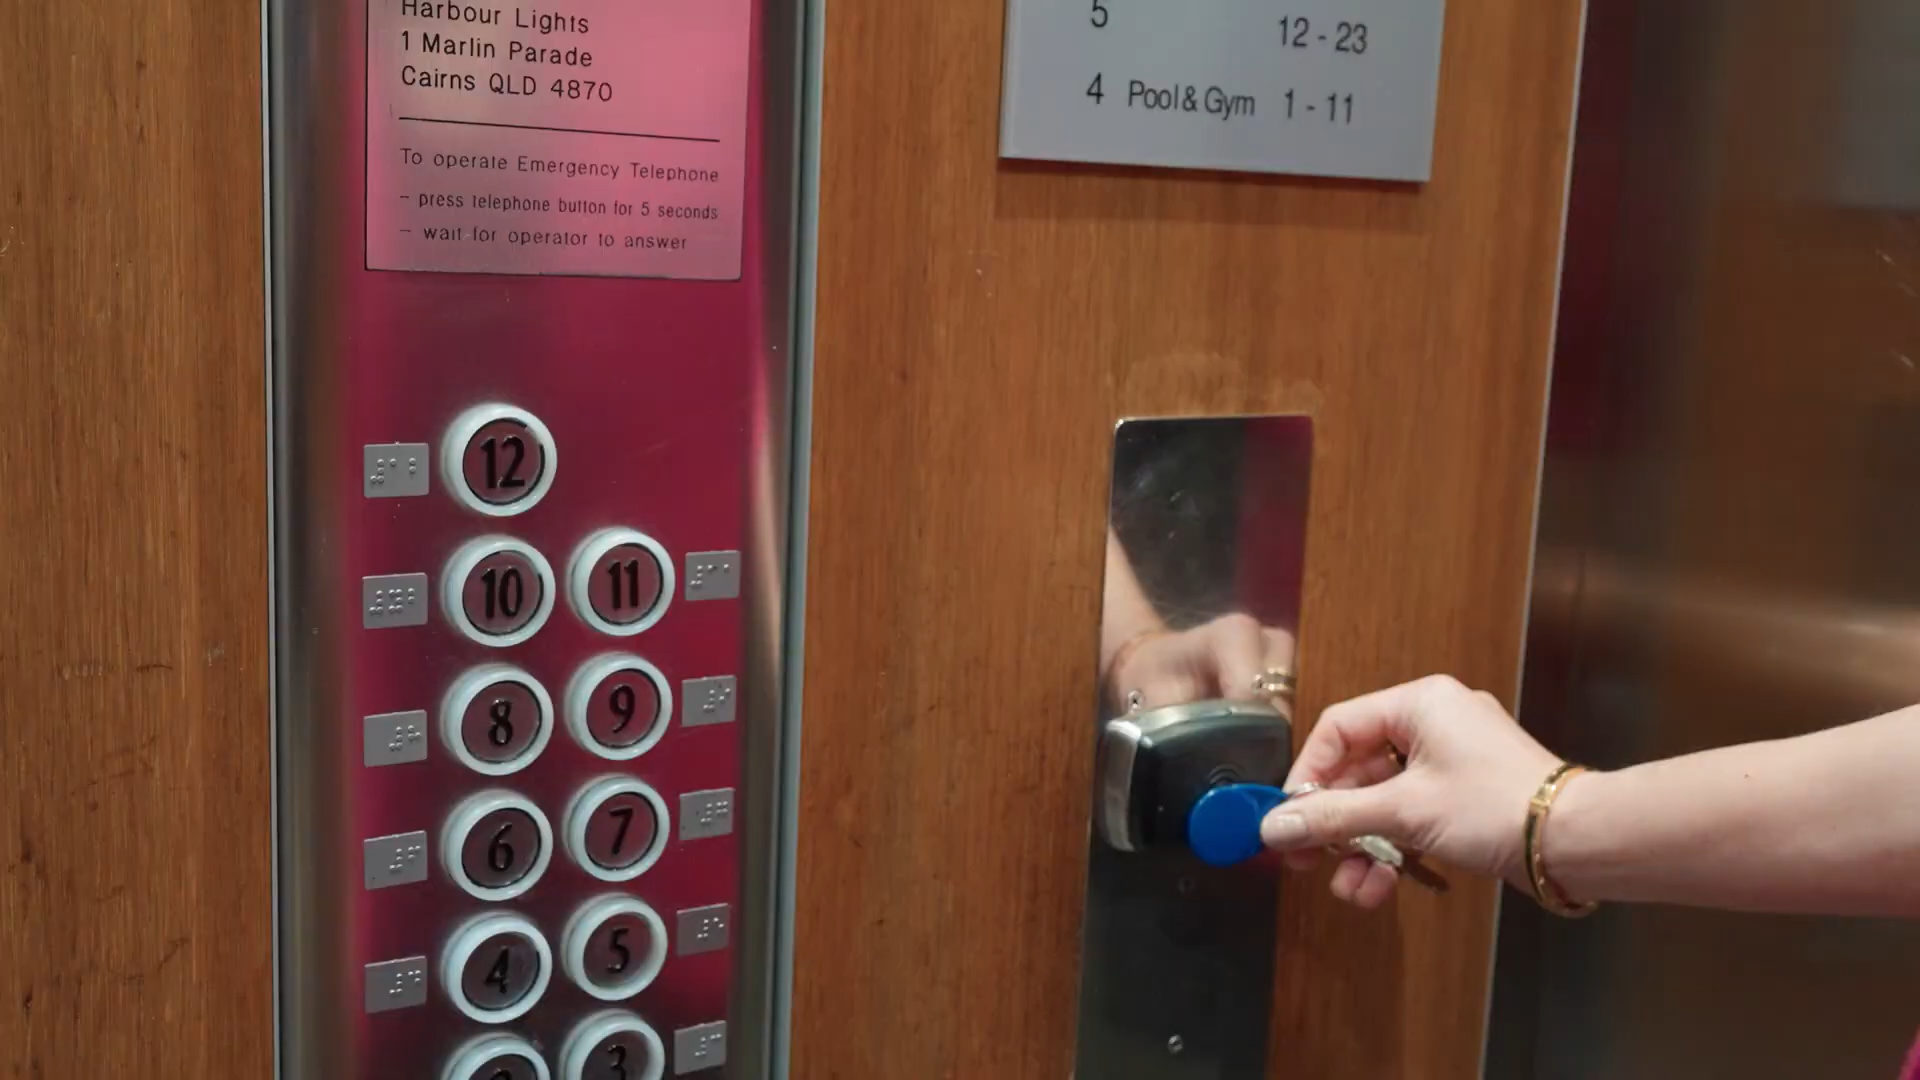 Harbour Lights
1 Marlin Parade
Cairns QLD 4870
To operate Emergency Telephone
- press telephone button for 5 seconds
- wait for operator to answer
5 12 - 23
4 Pool & Gym 1 - 11
12
10 11
8 9
6 7
4 5
3